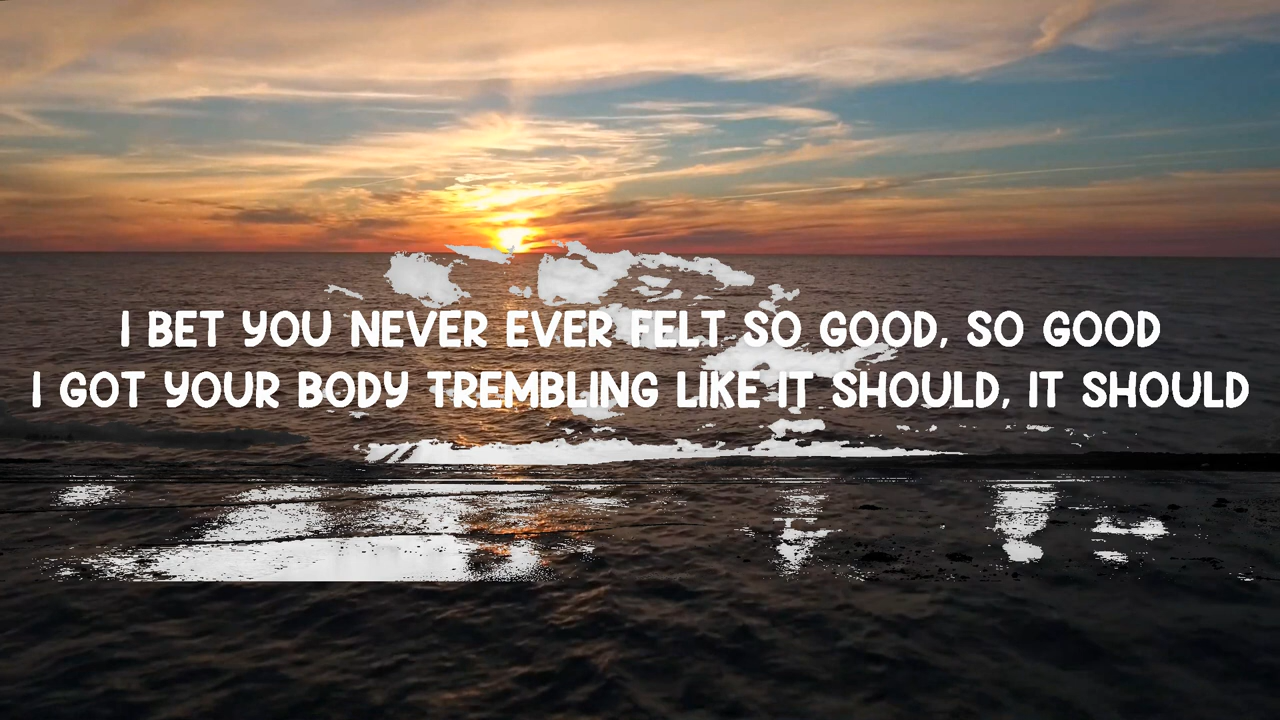 I BET YOU NEVER EVER FELT SO GOOD, SO GOOD
I GOT YOUR BODY TREMBLING LIKE IT SHOULD, IT SHOULD